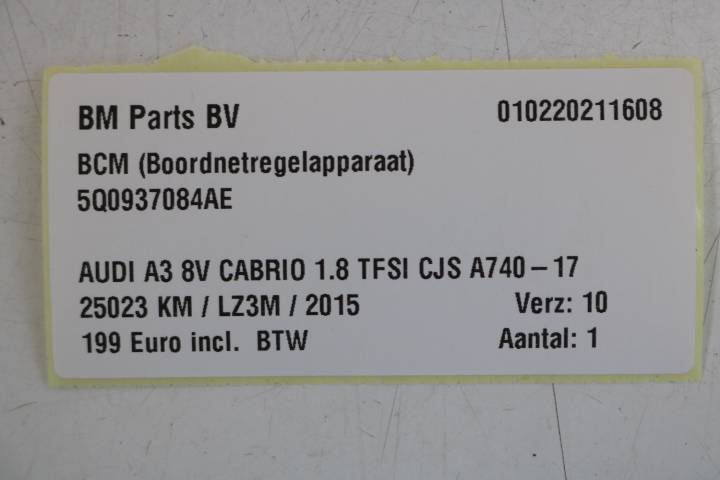 BM Parts BV 010220211608
BCM (Boordnetregelapparaat)
5Q0937084AE
AUDI A3 8V CABRIO 1.8 TFSI CJS A740-17
25023 KM / LZ3M / 2015 Verz: 10
199 Euro incl. BTW Aantal: 1